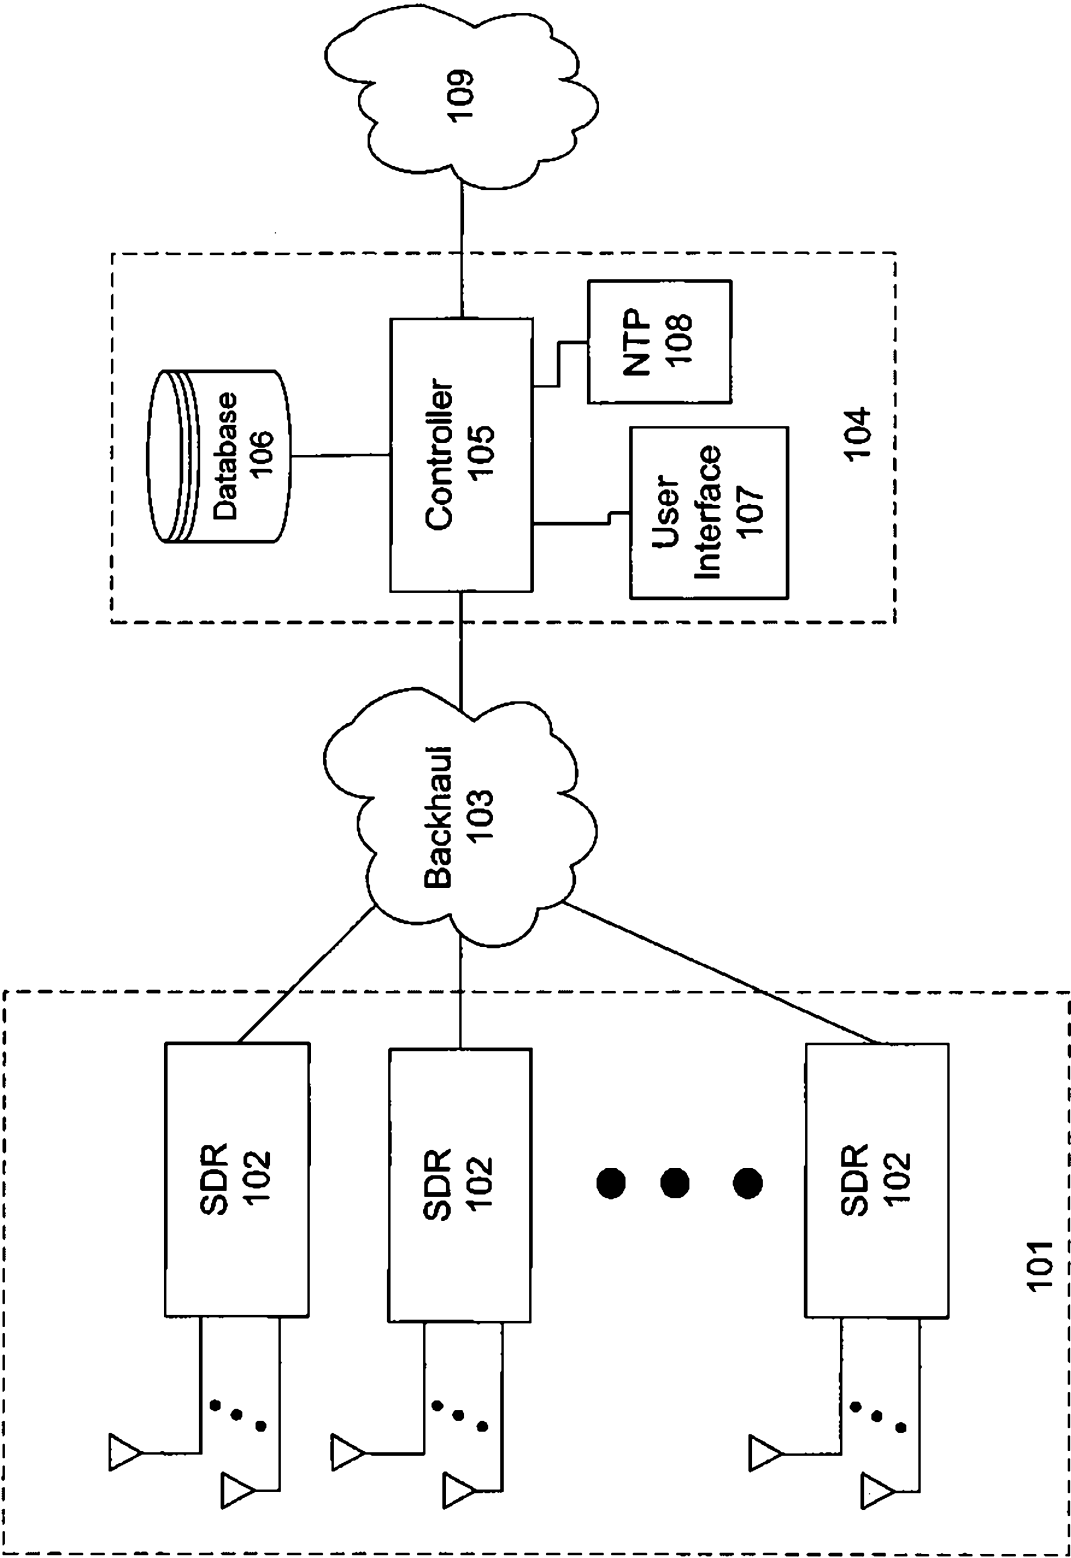 SDR
102
SDR
102
SDR
102
101
Backhaul
103
Database
106
Controller
105
User
Interface
107
NTP
108
104
109